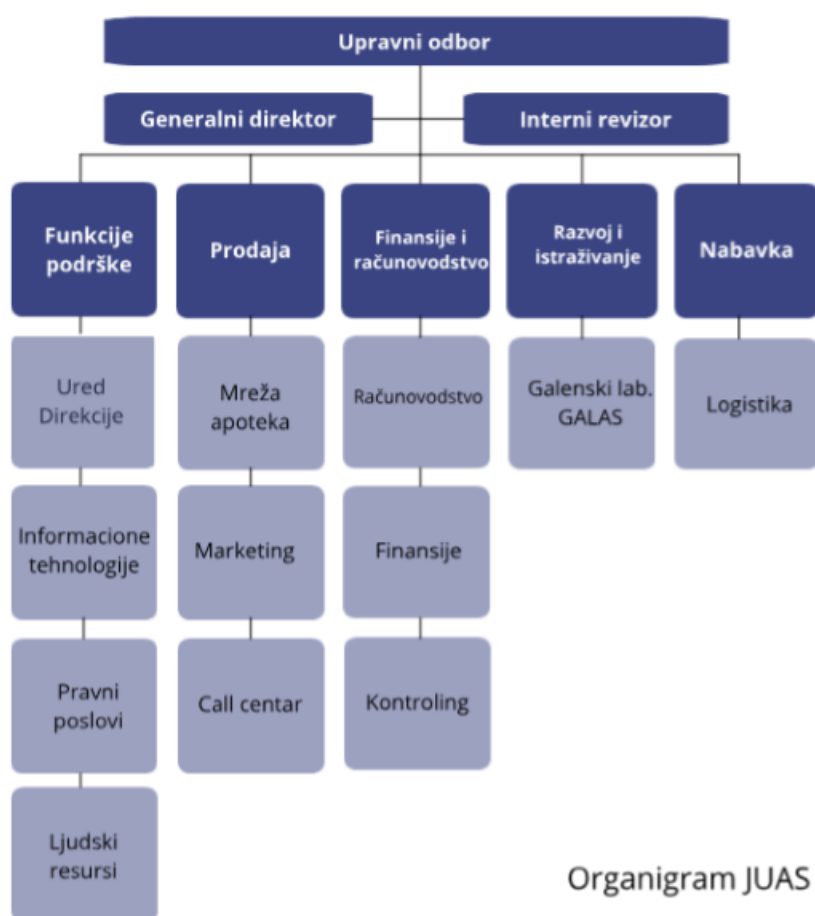 Upravni odbor
Generalni direktor
Interni revizor
Funkcije
podrške
Prodaja
Finansije i
računovodstvo
Razvoj i
istraživanje
Nabavka
Ured
Direkcije
Mreža
apoteka
Računovodstvo
Galenski lab.
GALAS
Logistika
Informacione
tehnologije
Marketing
Finansije
Pravni
poslovi
Call centar
Kontroling
Ljudski
resursi
Organigram JUAS